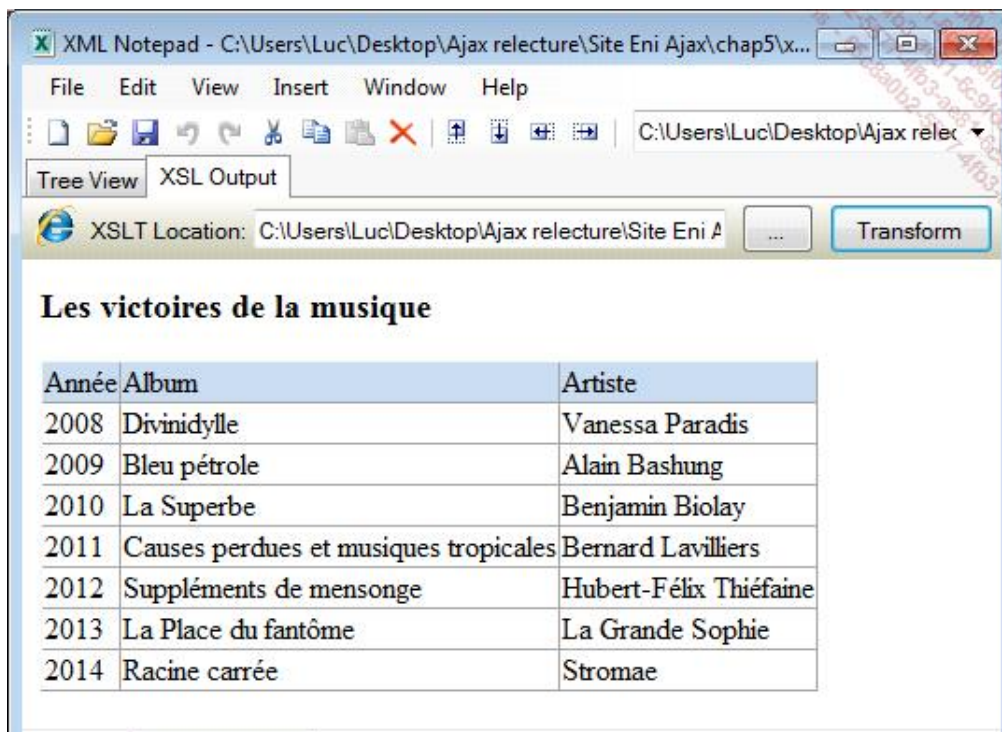 XML Notepad - C:\Users\Luc\Desktop\Ajax relecture\Site Eni Ajax\chap5\x...
File Edit View Insert Window Help
C:\Users\Luc\Desktop\Ajax relec
Tree View XSL Output
XSLT Location: C:\Users\Luc\Desktop\Ajax relecture\Site Eni A ... Transform
Les victoires de la musique
Année Album Artiste
2008 Divinidylle Vanessa Paradis
2009 Bleu pétrole Alain Bashung
2010 La Superbe Benjamin Biolay
2011 Causes perdues et musiques tropicales Bernard Lavilliers
2012 Suppléments de mensonge Hubert-Félix Thiéfaine
2013 La Place du fantôme La Grande Sophie
2014 Racine carrée Stromae